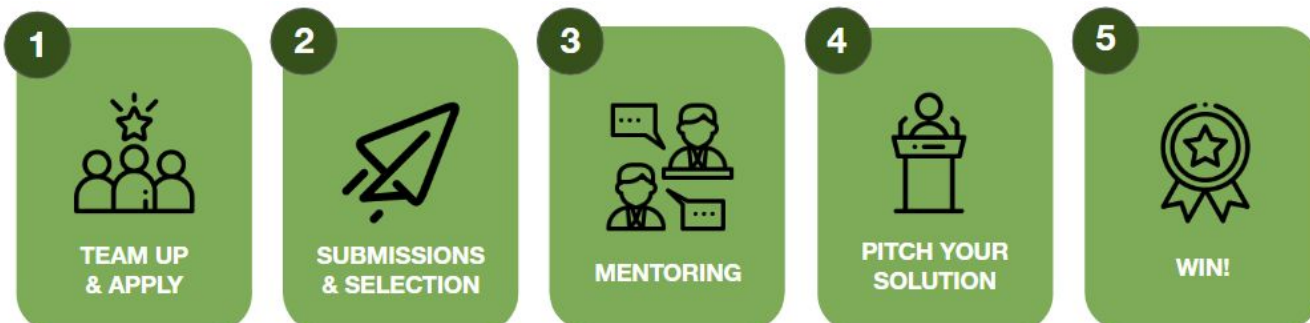 1
TEAM UP
& APPLY
2
SUBMISSIONS
& SELECTION
3
MENTORING
4
PITCH YOUR
SOLUTION
5
WIN!